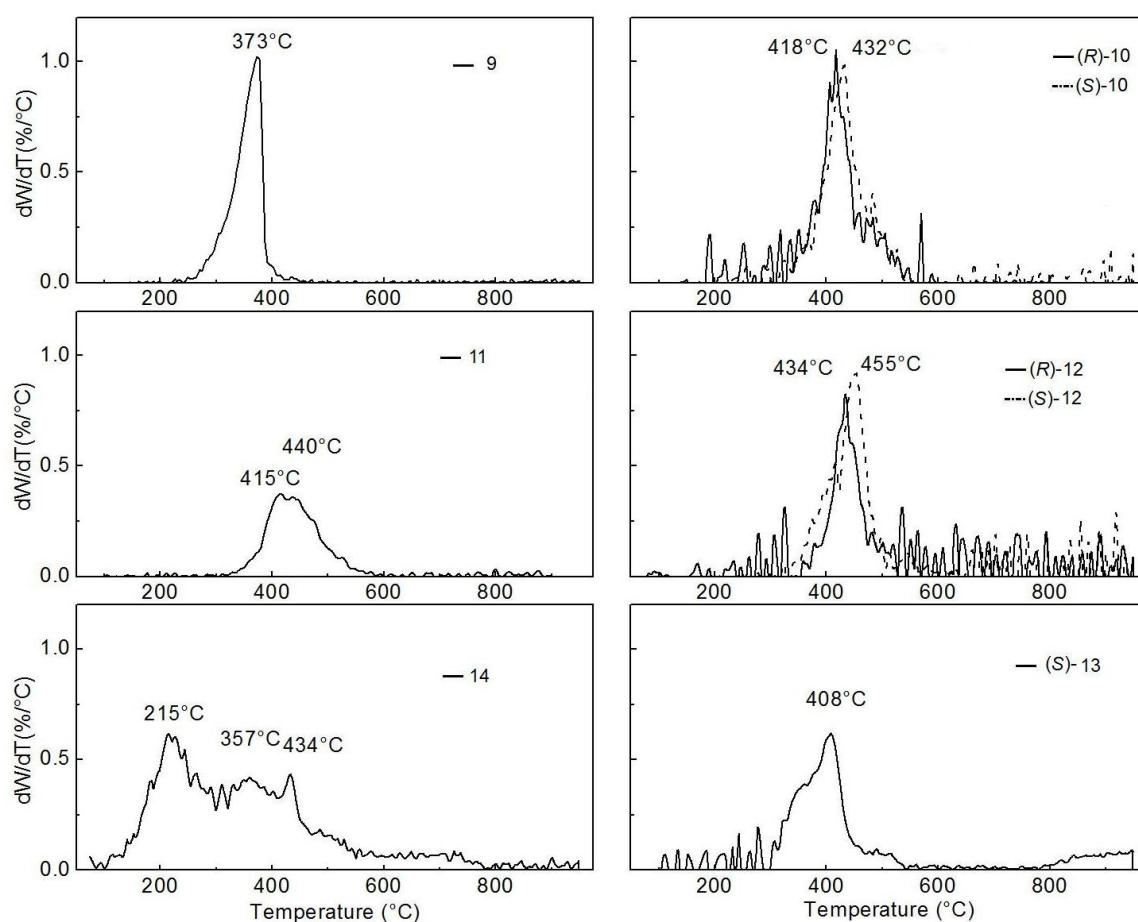 373°C
9
1.0
0.5
0.0
dW/dT(%/°C)
200 400 600 800
418°C 432°C
(R)-10
(S)-10
200 400 600 800
11
440°C
415°C
1.0
0.5
0.0
dW/dT(%/°C)
200 400 600 800
434°C 455°C
(R)-12
(S)-12
200 400 600 800
14
215°C
357°C 434°C
1.0
0.5
0.0
dW/dT(%/°C)
200 400 600 800
Temperature (°C)
(S)-13
408°C
200 400 600 800
Temperature (°C)